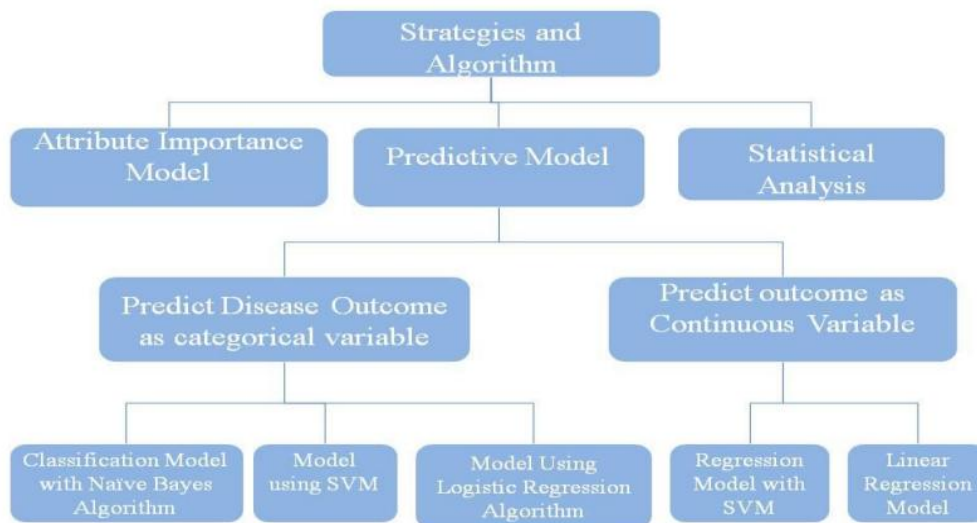 Strategies and
Algorithm
Attribute Importance
Model
Predictive Model
Statistical
Analysis
Predict Disease Outcome
as categorical variable
Predict outcome as
Continuous Variable
Classification Model
with Naïve Bayes
Algorithm
Model
using SVM
Model Using
Logistic Regression
Algorithm
Regression
Model with
SVM
Linear
Regression
Model